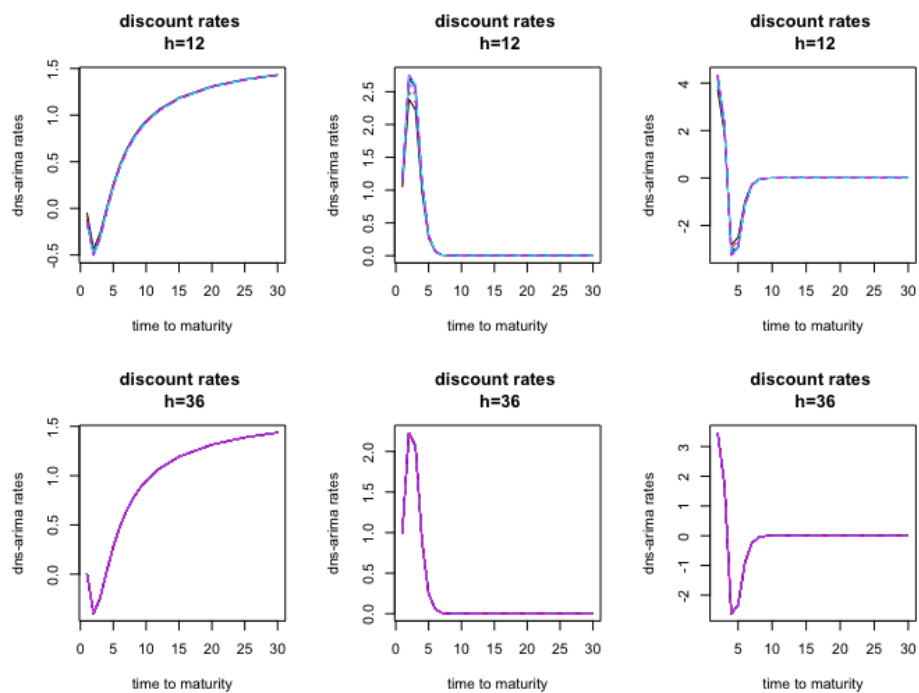 discount rates
h=12
dns-arima rates
-0.5 0.0 0.5 1.0 1.5
0 5 10 15 20 25 30
time to maturity
discount rates
h=12
dns-arima rates
0.0 0.5 1.0 1.5 2.0 2.5
0 5 10 15 20 25 30
time to maturity
discount rates
h=12
dns-arima rates
-2 0 2 4
5 10 15 20 25 30
time to maturity
discount rates
h=36
dns-arima rates
0.0 0.5 1.0 1.5
0 5 10 15 20 25 30
time to maturity
discount rates
h=36
dns-arima rates
0.0 0.5 1.0 1.5 2.0
0 5 10 15 20 25 30
time to maturity
discount rates
h=36
dns-arima rates
-2 -1 0 1 2 3
5 10 15 20 25 30
time to maturity